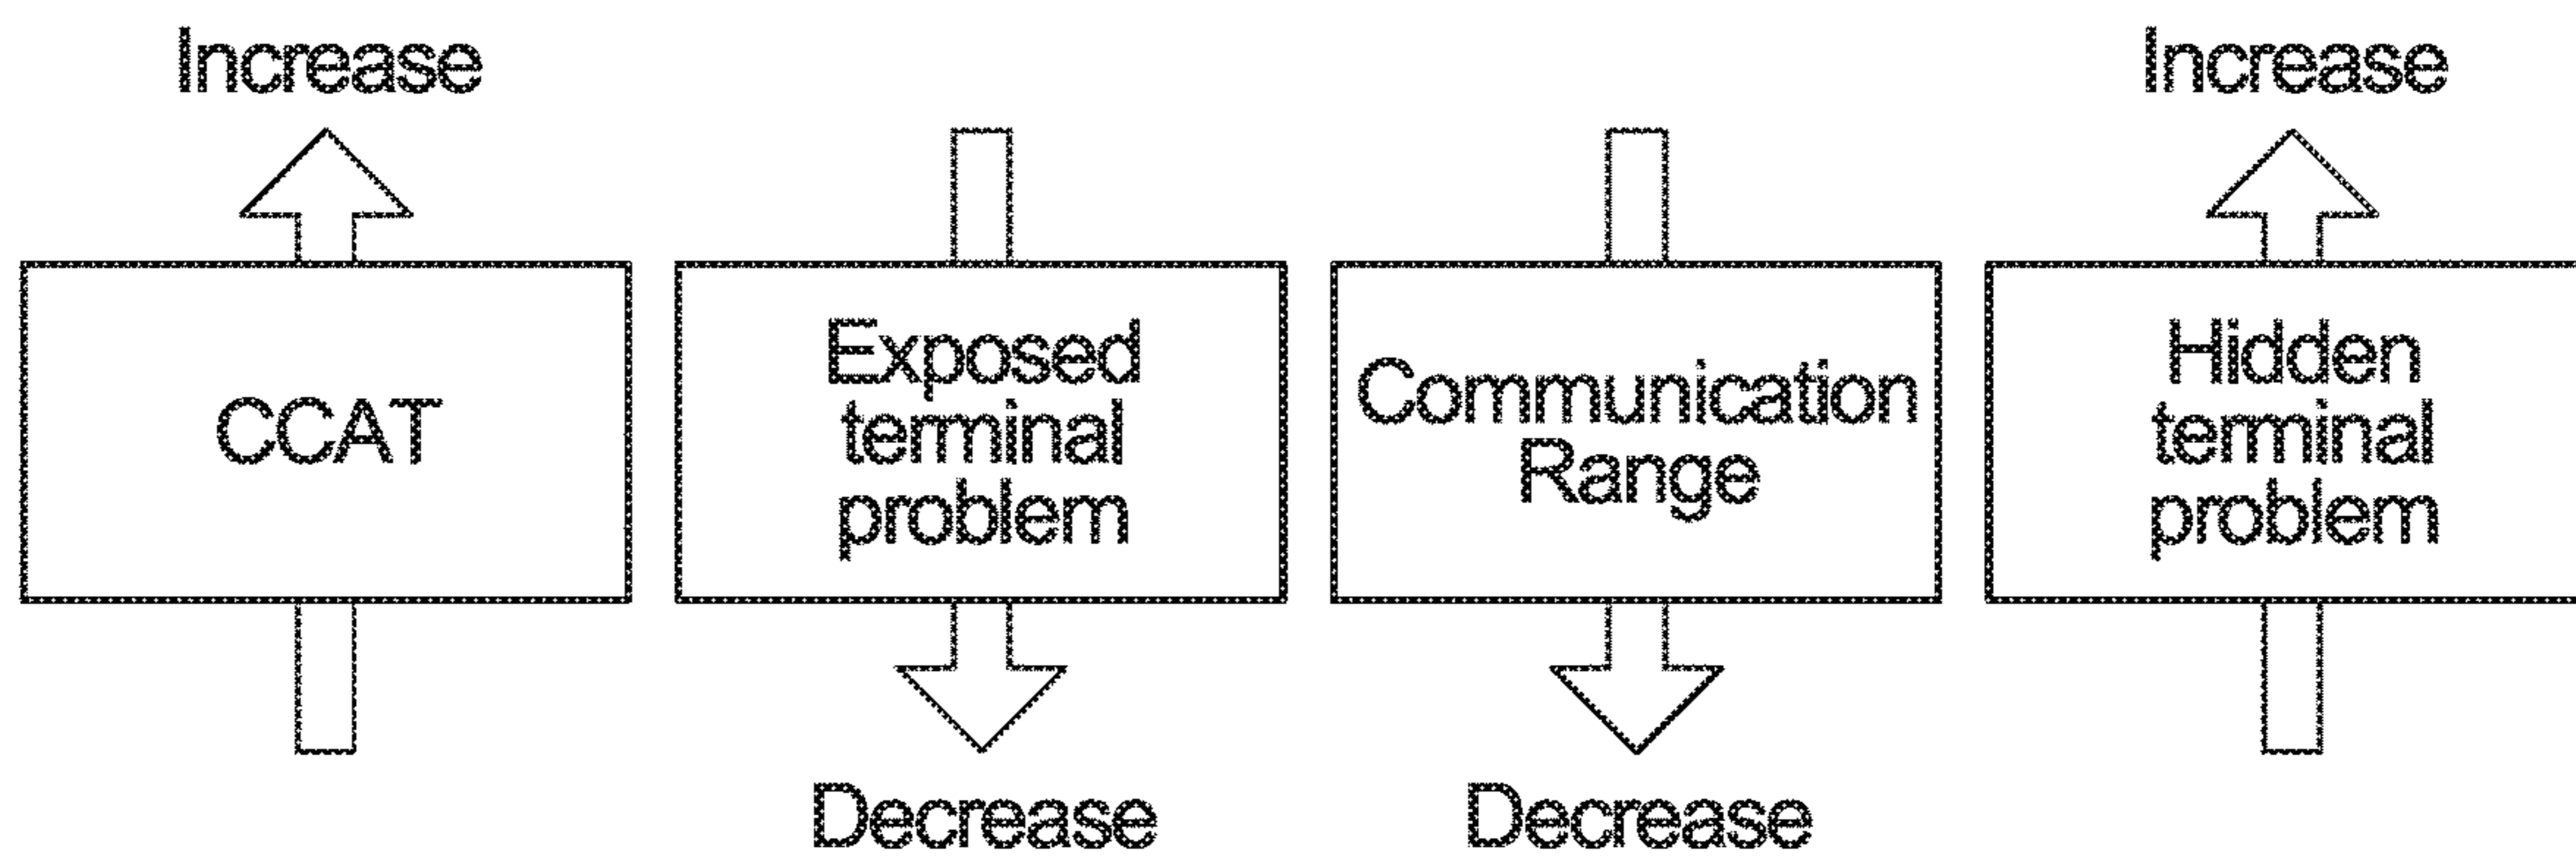 Increase
Increase
CCAT
Exposed
terminal
problem
Communication
Range
Hidden
terminal
problem
Decrease
Decrease